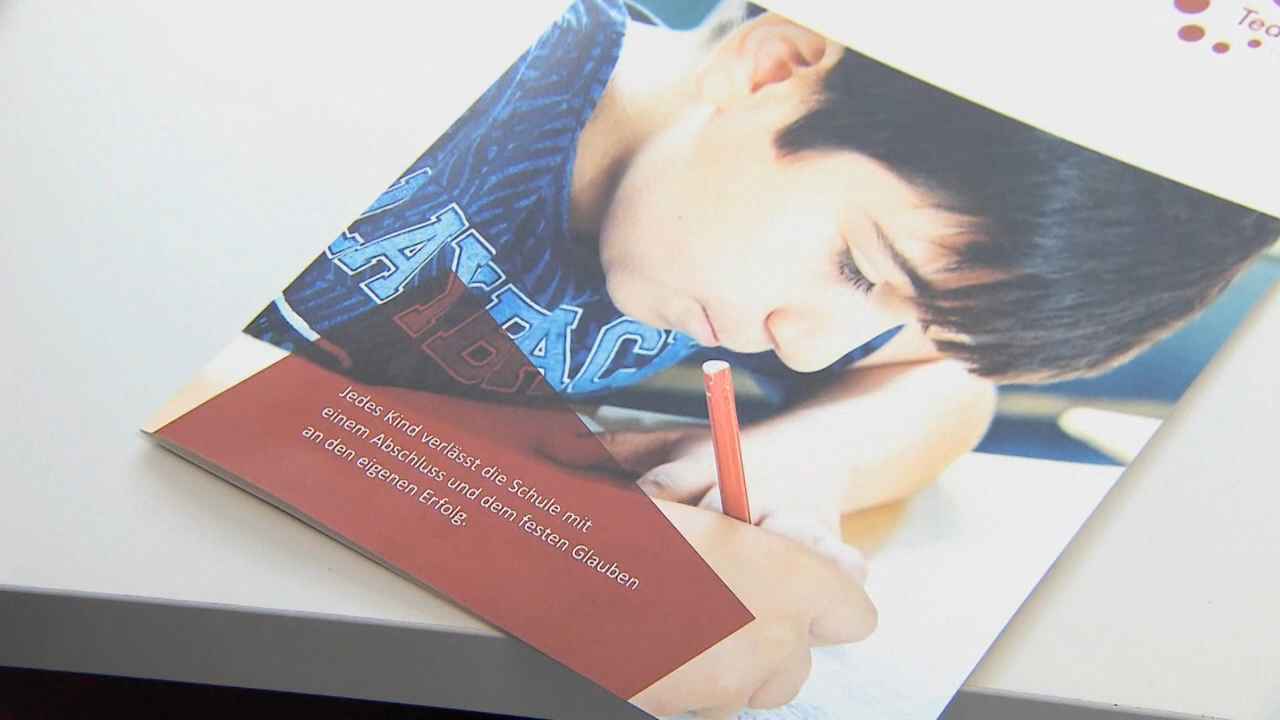 Jedes Kind verlässt die Schule mit
einem Abschluss und dem festen Glauben
an den eigenen Erfolg.